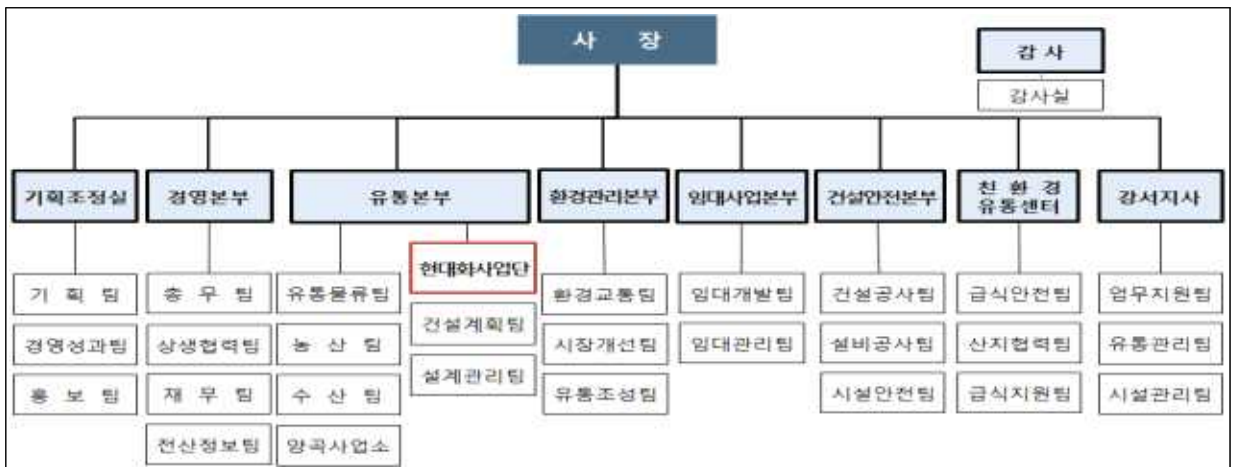 사 장
감 사
감사실
기획조정실
경영본부
유통본부
환경관리본부
임대사업본부
건설안전본부
친 환 경
유통센터
강서지사
현대화사업단
기 획 팀
총 무 팀
유통물류팀
환경교통팀
임대개발팀
건설공사팀
급식안전팀
업무지원팀
건설계획팀
경영성과팀
상생협력팀
농 산 팀
시장개선팀
임대관리팀
설비공사팀
산지협력팀
유통관리팀
설계관리팀
홍 보 팀
재 무 팀
수 산 팀
유통조성팀
시설안전팀
급식지원팀
시설관리팀
전산정보팀
양곡사업소